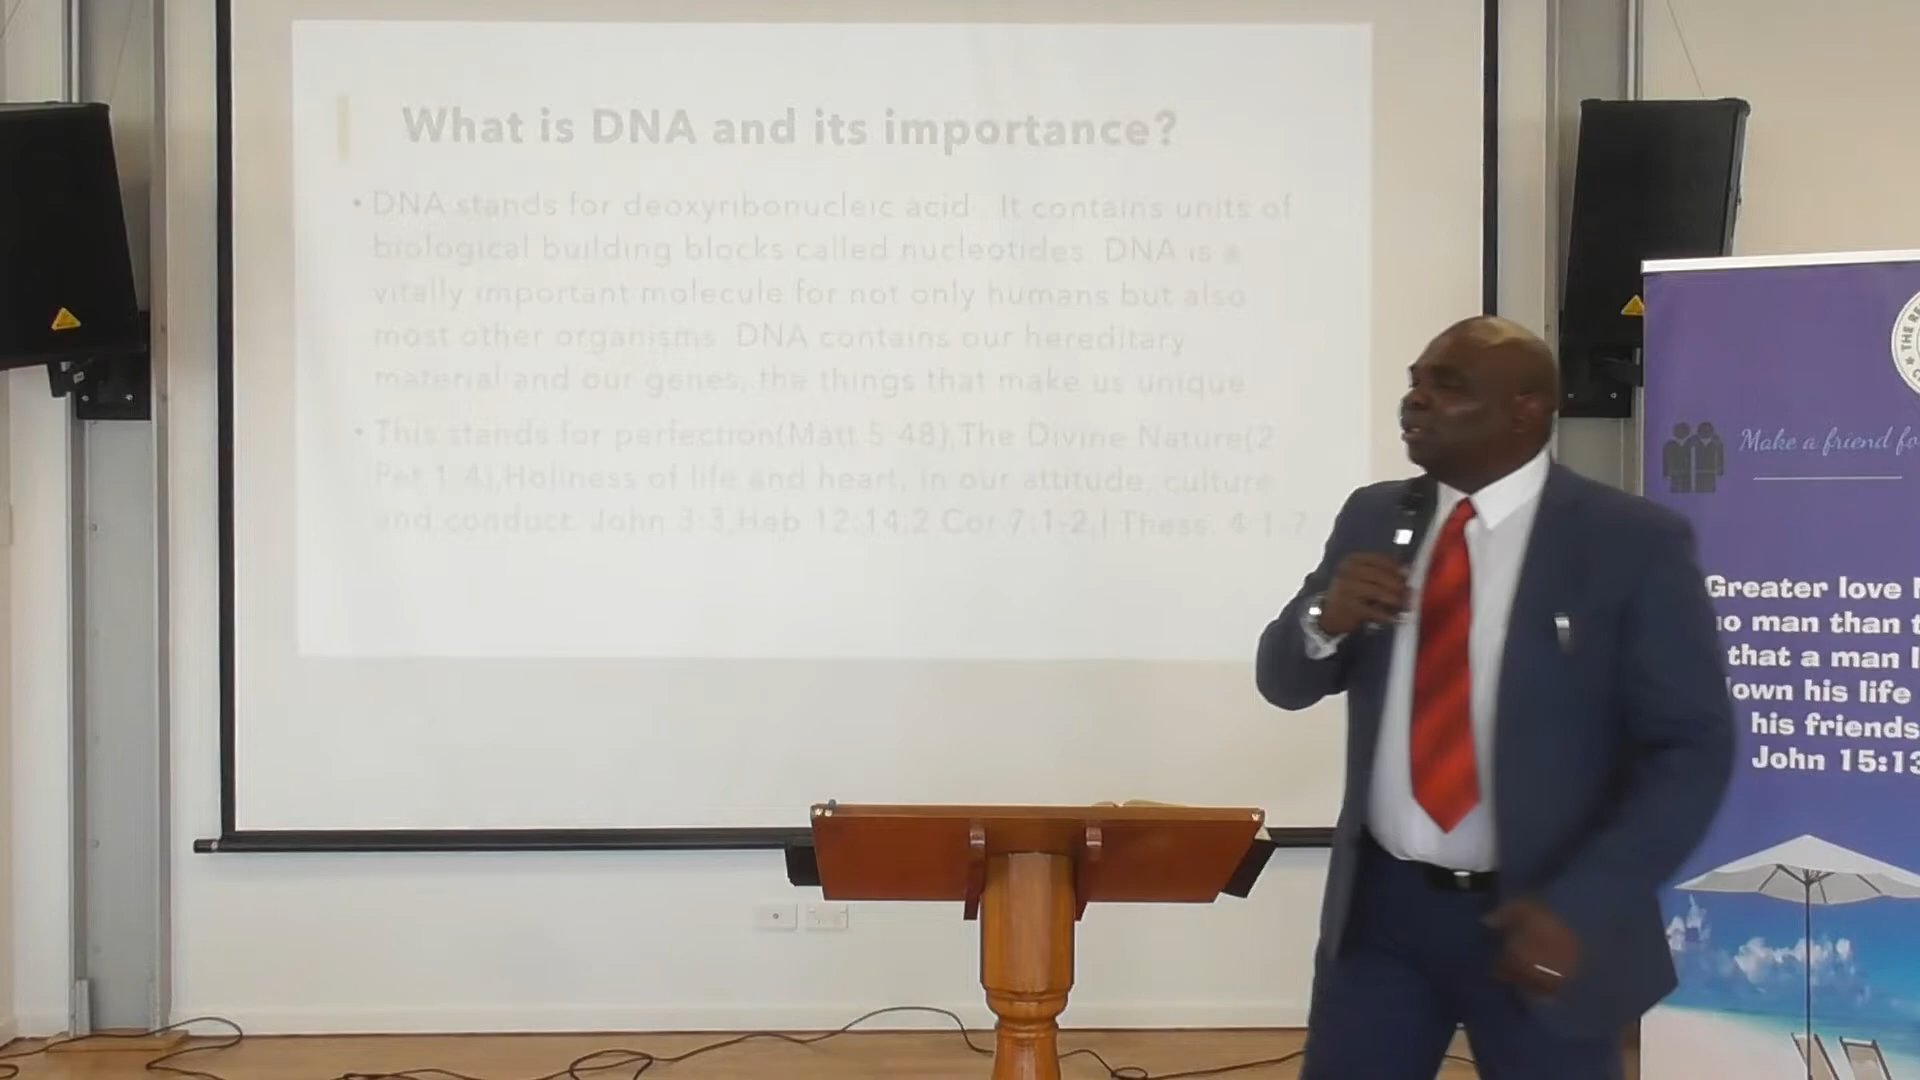 What is DNA and its importance?
• DNA stands for deoxyribonucleic acid. It contains units of
biological building blocks called nucleotides. DNA is a
vitally important molecule for not only humans but also
most other organisms. DNA contains our hereditary
material and our genes, the things that make us unique
• This stands for perfection(Matt 5:48),The Divine Nature(2
Pet 1:4),Holiness of life and heart, in our attitude, culture
and conduct. John 3:3,Heb 12:14,2 Cor 7:1-2,I Thess. 4:1-7
THE RE
Make a friend fo
Greater love
no man than t
that a man l
down his life
his friends
John 15:13